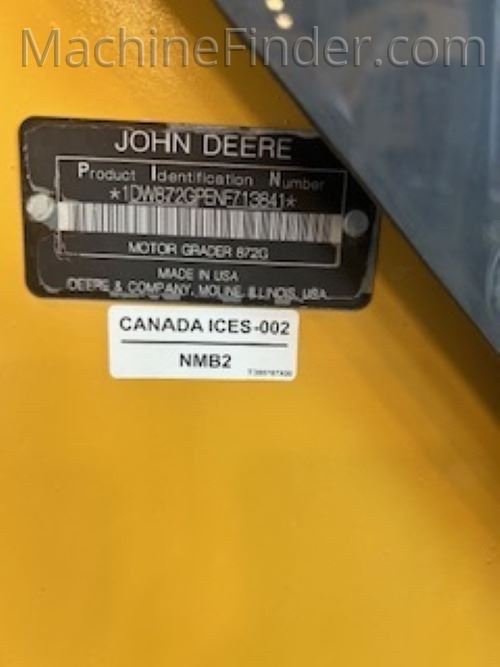 MachineFinder.com
JOHN DEERE
Product Identification Number
*1DW872GPENF713641*
MOTOR GRADER 872G
MADE IN USA
DEERE & COMPANY, MOLINE, ILLINOIS, USA
CANADA ICES-002
NMB2